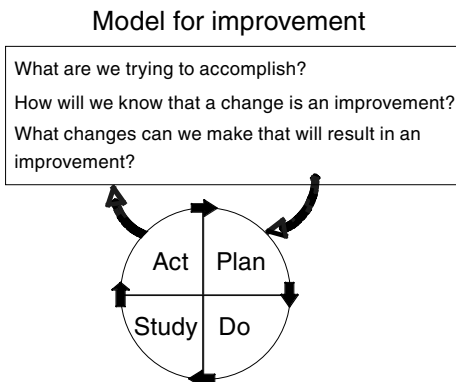 Model for improvement
What are we trying to accomplish?
How will we know that a change is an improvement?
What changes can we make that will result in an
improvement?
Act Plan
Study Do